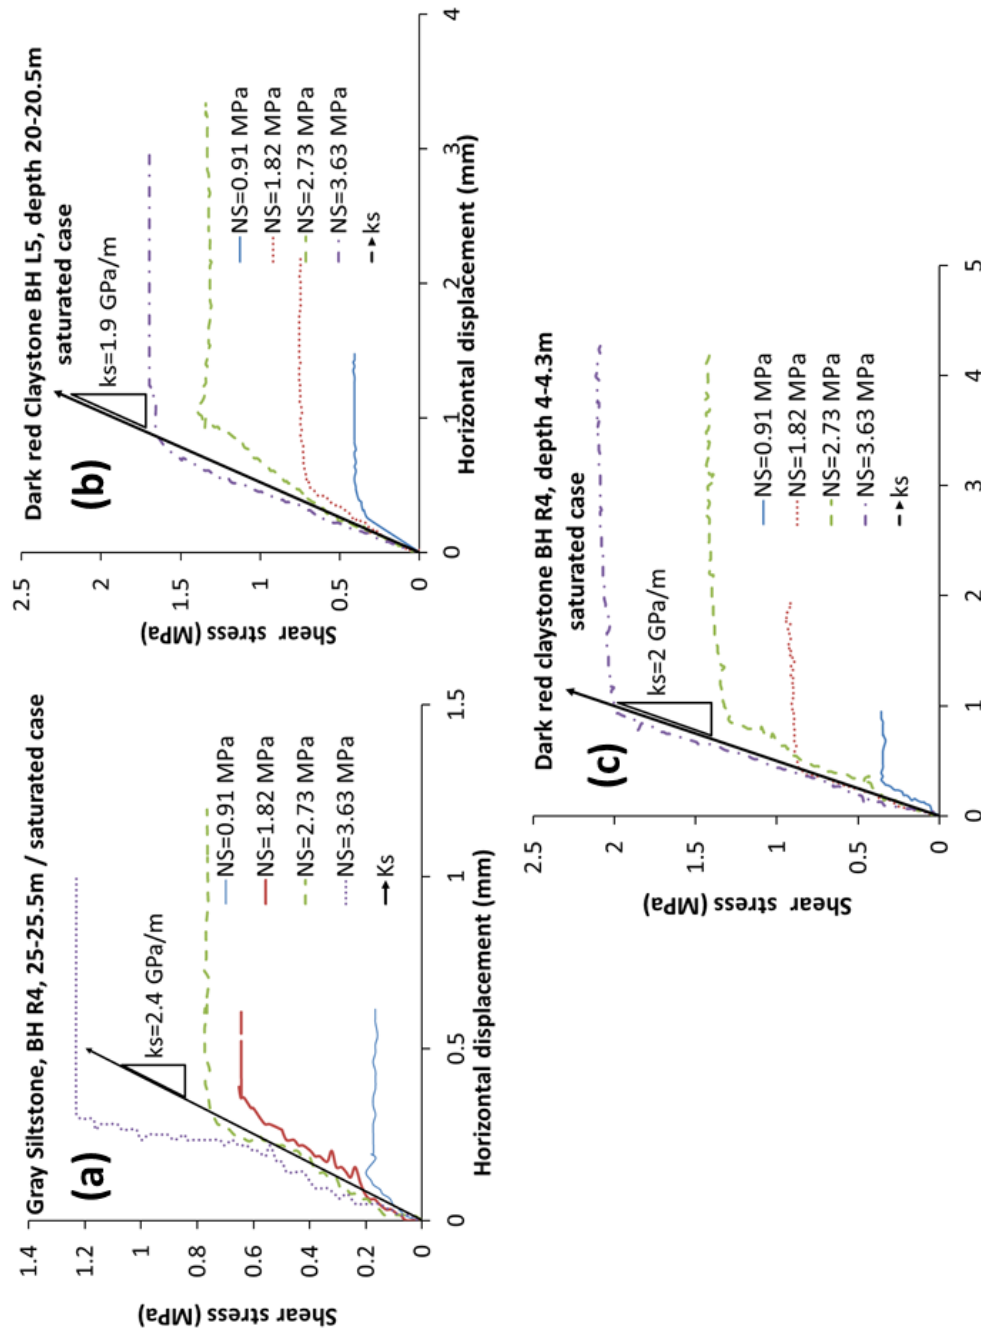 Gray Siltstone, BH R4, 25-25.5m / saturated case
(a)
Shear stress (MPa)
1.4
1.2
1
0.8
0.6
0.4
0.2
0
ks=2.4 GPa/m
NS=0.91 MPa
NS=1.82 MPa
NS=2.73 MPa
NS=3.63 MPa
Ks
0
0.5
1
1.5
Horizontal displacement (mm)
Dark red Claystone BH L5, depth 20-20.5m
saturated case
(b)
Shear stress (MPa)
2.5
2
1.5
1
0.5
0
ks=1.9 GPa/m
NS=0.91 MPa
NS=1.82 MPa
NS=2.73 MPa
NS=3.63 MPa
ks
0
1
2
3
4
Horizontal displacement (mm)
Dark red claystone BH R4, depth 4-4.3m
saturated case
(c)
Shear stress (MPa)
2.5
2
1.5
1
0.5
0
ks=2 GPa/m
NS=0.91 MPa
NS=1.82 MPa
NS=2.73 MPa
NS=3.63 MPa
ks
0
1
2
3
4
5